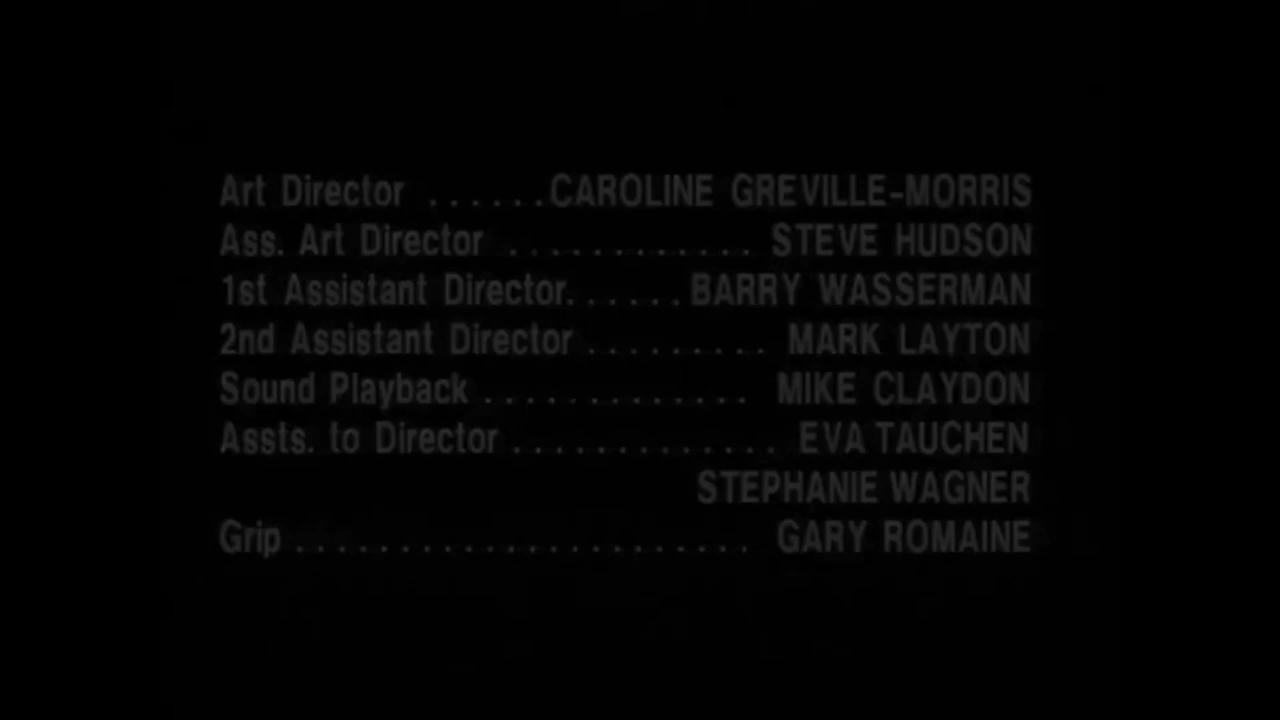 Art Director ......CAROLINE GREVILLE-MORRIS
Ass. Art Director ............ STEVE HUDSON
1st Assistant Director......BARRY WASSERMAN
2nd Assistant Director ......... MARK LAYTON
Sound Playback ............. MIKE CLAYDON
Assts. to Director ............. EVA TAUCHEN
STEPHANIE WAGNER
Grip ...................... GARY ROMAINE